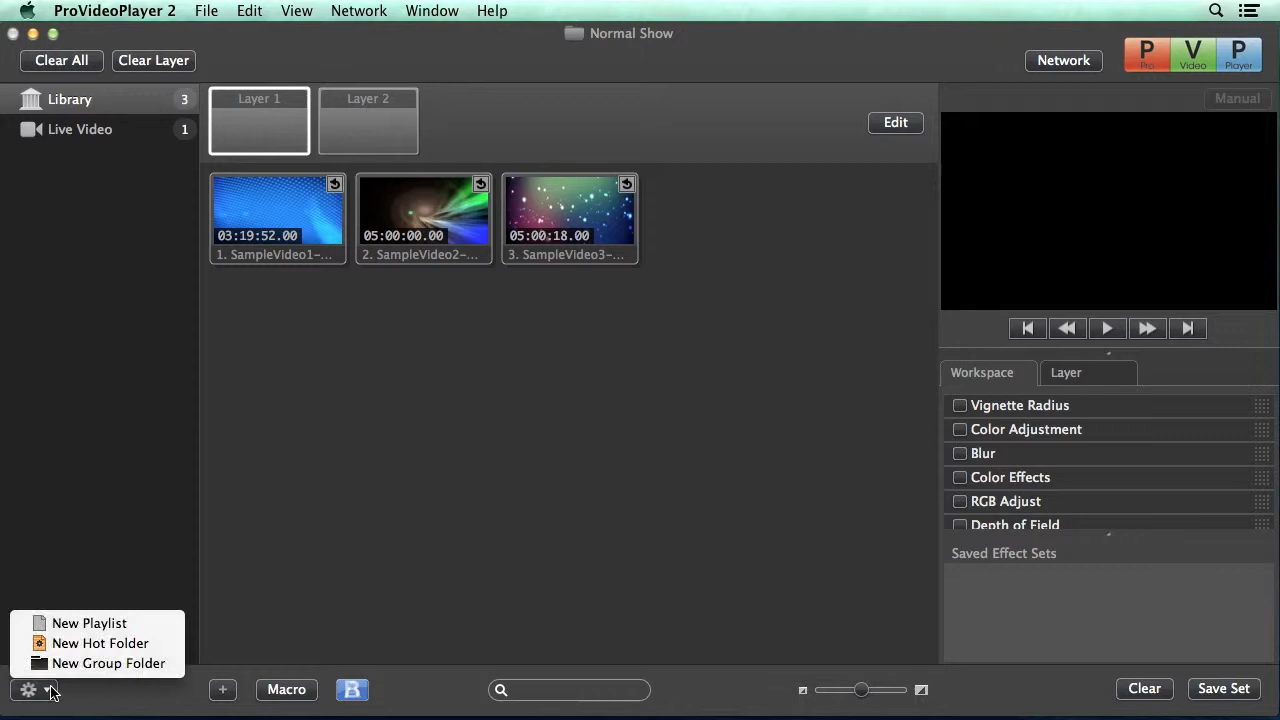 ProVideoPlayer 2 File Edit View Network Window Help
Normal Show
Clear All Clear Layer Network P Pro V Video P Player
Library 3
Live Video 1
Layer 1 Layer 2 Edit
Manual
03:19:52.00 05:00:00.00 05:00:18.00
1. SampleVideo1-... 2. SampleVideo2-... 3. SampleVideo3-...
Workspace Layer
Vignette Radius
Color Adjustment
Blur
Color Effects
RGB Adjust
Depth of Field
Saved Effect Sets
New Playlist
New Hot Folder
New Group Folder
+ Macro B Clear Save Set